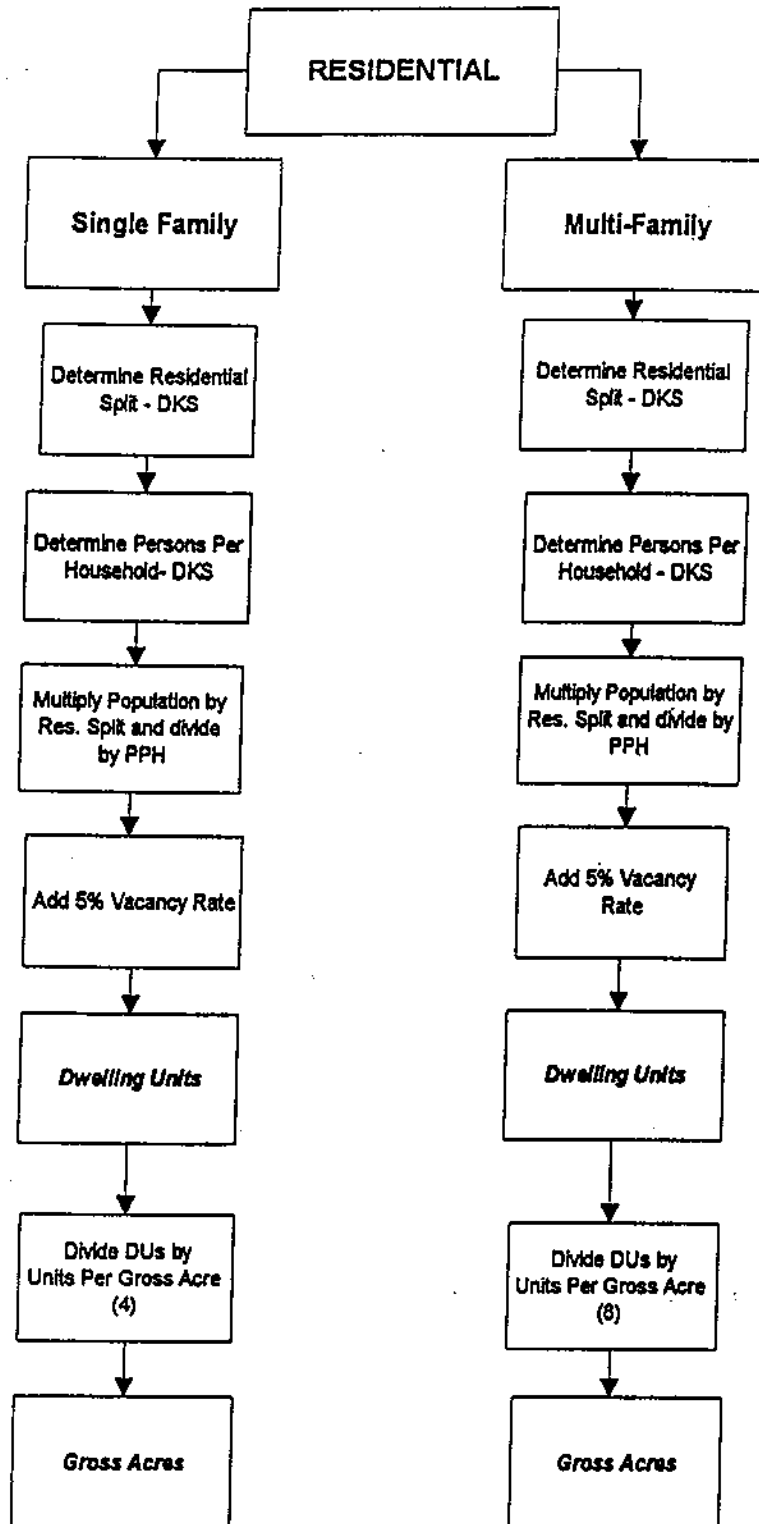 RESIDENTIAL
Single Family
Determine Residential
Split - DKS
Determine Persons Per
Household- DKS
Multiply Population by
Res. Split and divide
by PPH
Add 5% Vacancy Rate
Dwelling Units
Divide DUs by
Units Per Gross Acre
(4)
Gross Acres
Multi-Family
Determine Residential
Split - DKS
Determine Persons Per
Household - DKS
Multiply Population by
Res. Split and divide by
PPH
Add 5% Vacancy
Rate
Dwelling Units
Divide DUs by
Units Per Gross Acre
Gross Acres